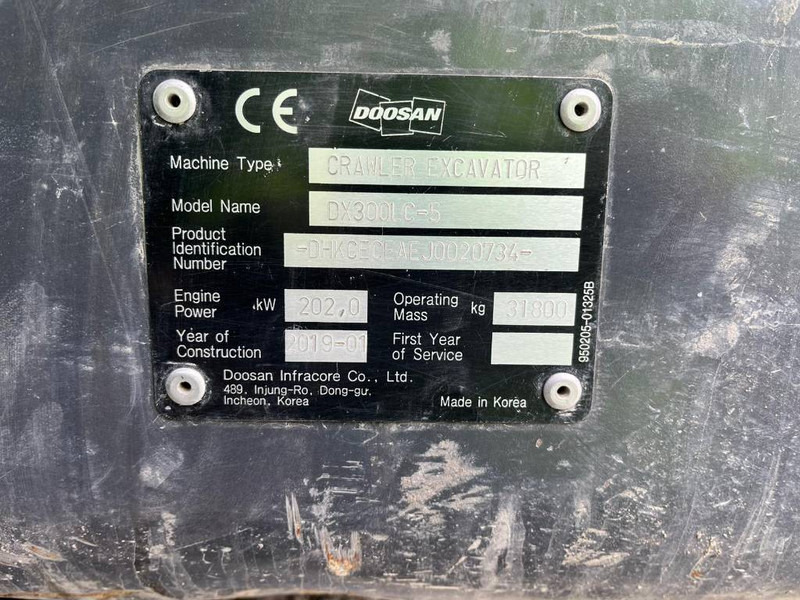 CE DOOSAN
Machine Type CRAWLER EXCAVATOR
Model Name DX300LC-5
Product
Identification
Number -DHKCECEAEJ0020734-
Engine
Power kW 202,0 Operating
Mass kg 31800
Year of
Construction 2019-01 First Year
of Service
Doosan Infracore Co., Ltd.
489, Injung-Ro, Dong-gu,
Incheon, Korea
Made in Korea
950205-01325B